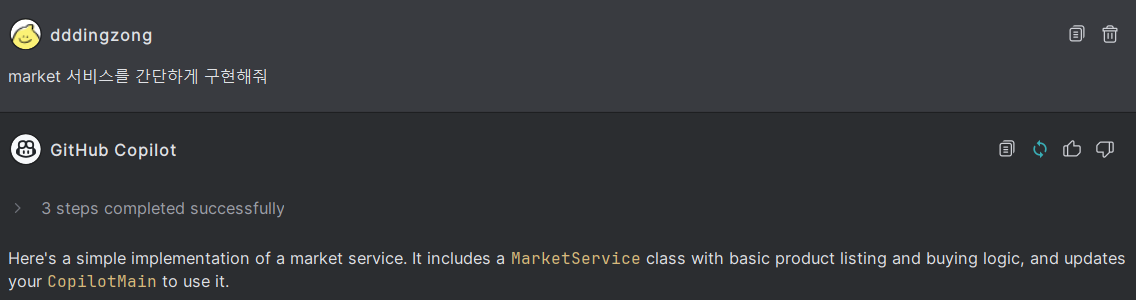 dddingzong
market 서비스를 간단하게 구현해줘
GitHub Copilot
3 steps completed successfully
Here's a simple implementation of a market service. It includes a MarketService class with basic product listing and buying logic, and updates
your CopilotMain to use it.